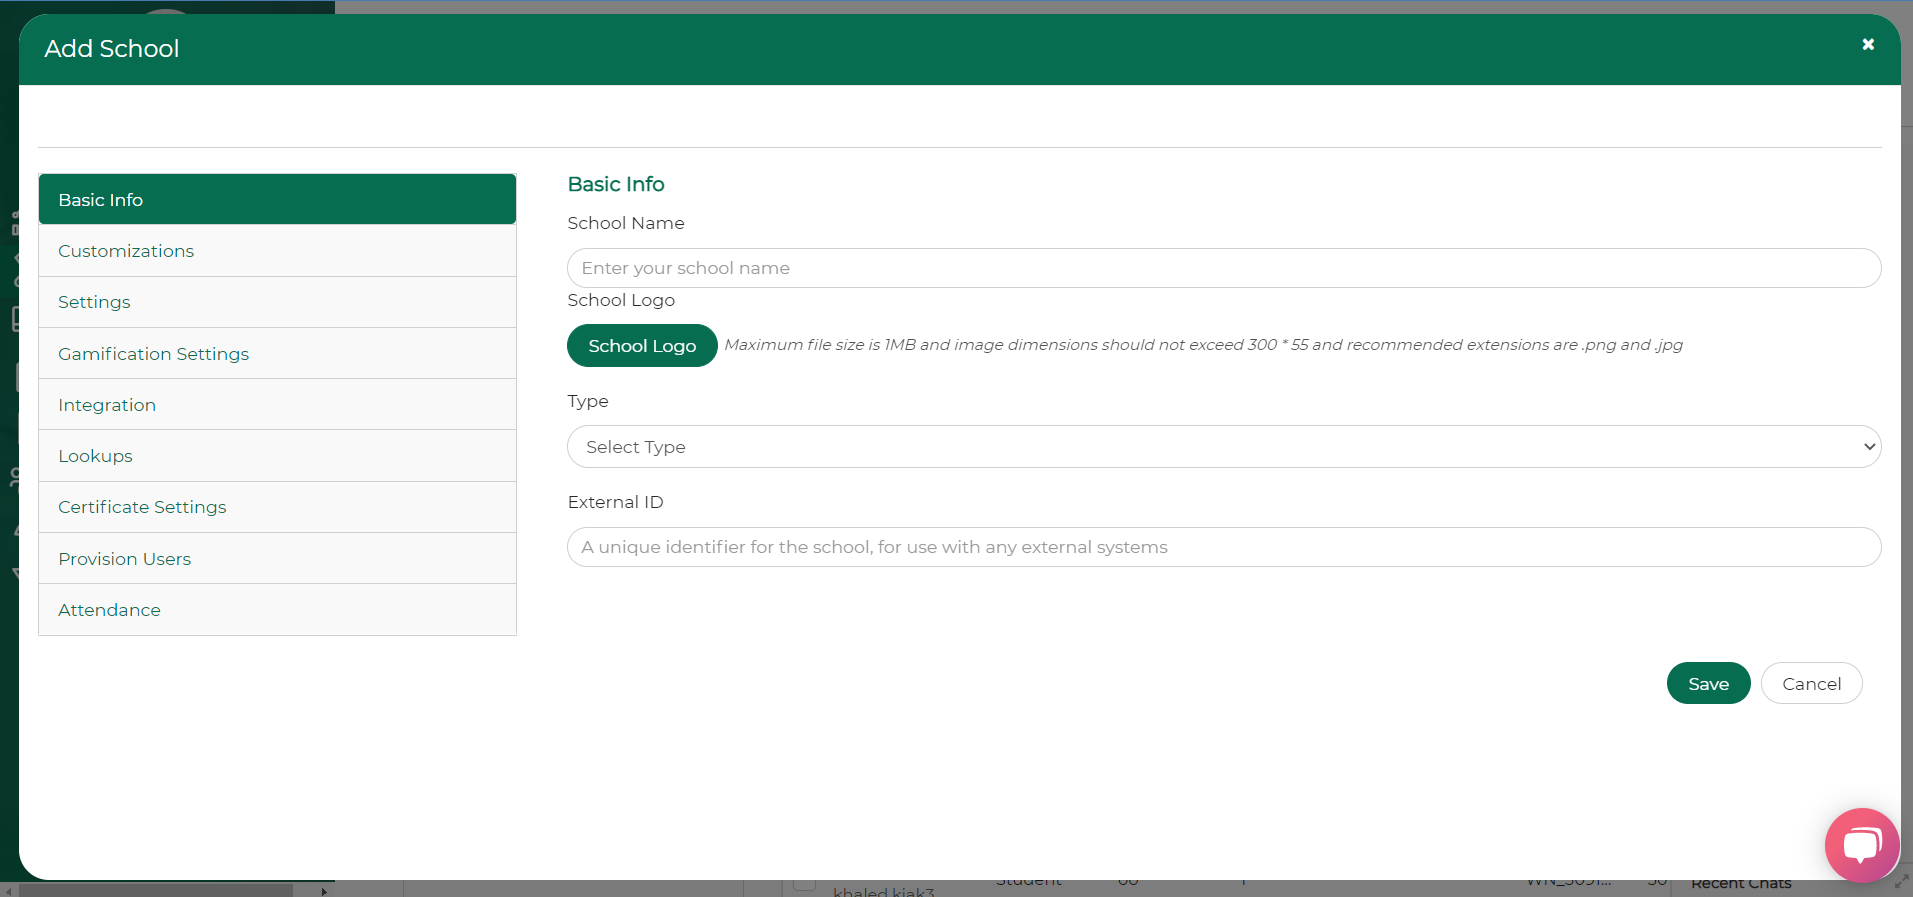 Add School
Basic Info
Customizations
Settings
Gamification Settings
Integration
Lookups
Certificate Settings
Provision Users
Attendance
Basic Info
School Name
Enter your school name
School Logo
School Logo Maximum file size is 1MB and image dimensions should not exceed 300 * 55 and recommended extensions are .png and .jpg
Type
Select Type
External ID
A unique identifier for the school, for use with any external systems
Save Cancel
Student
Recent Chats